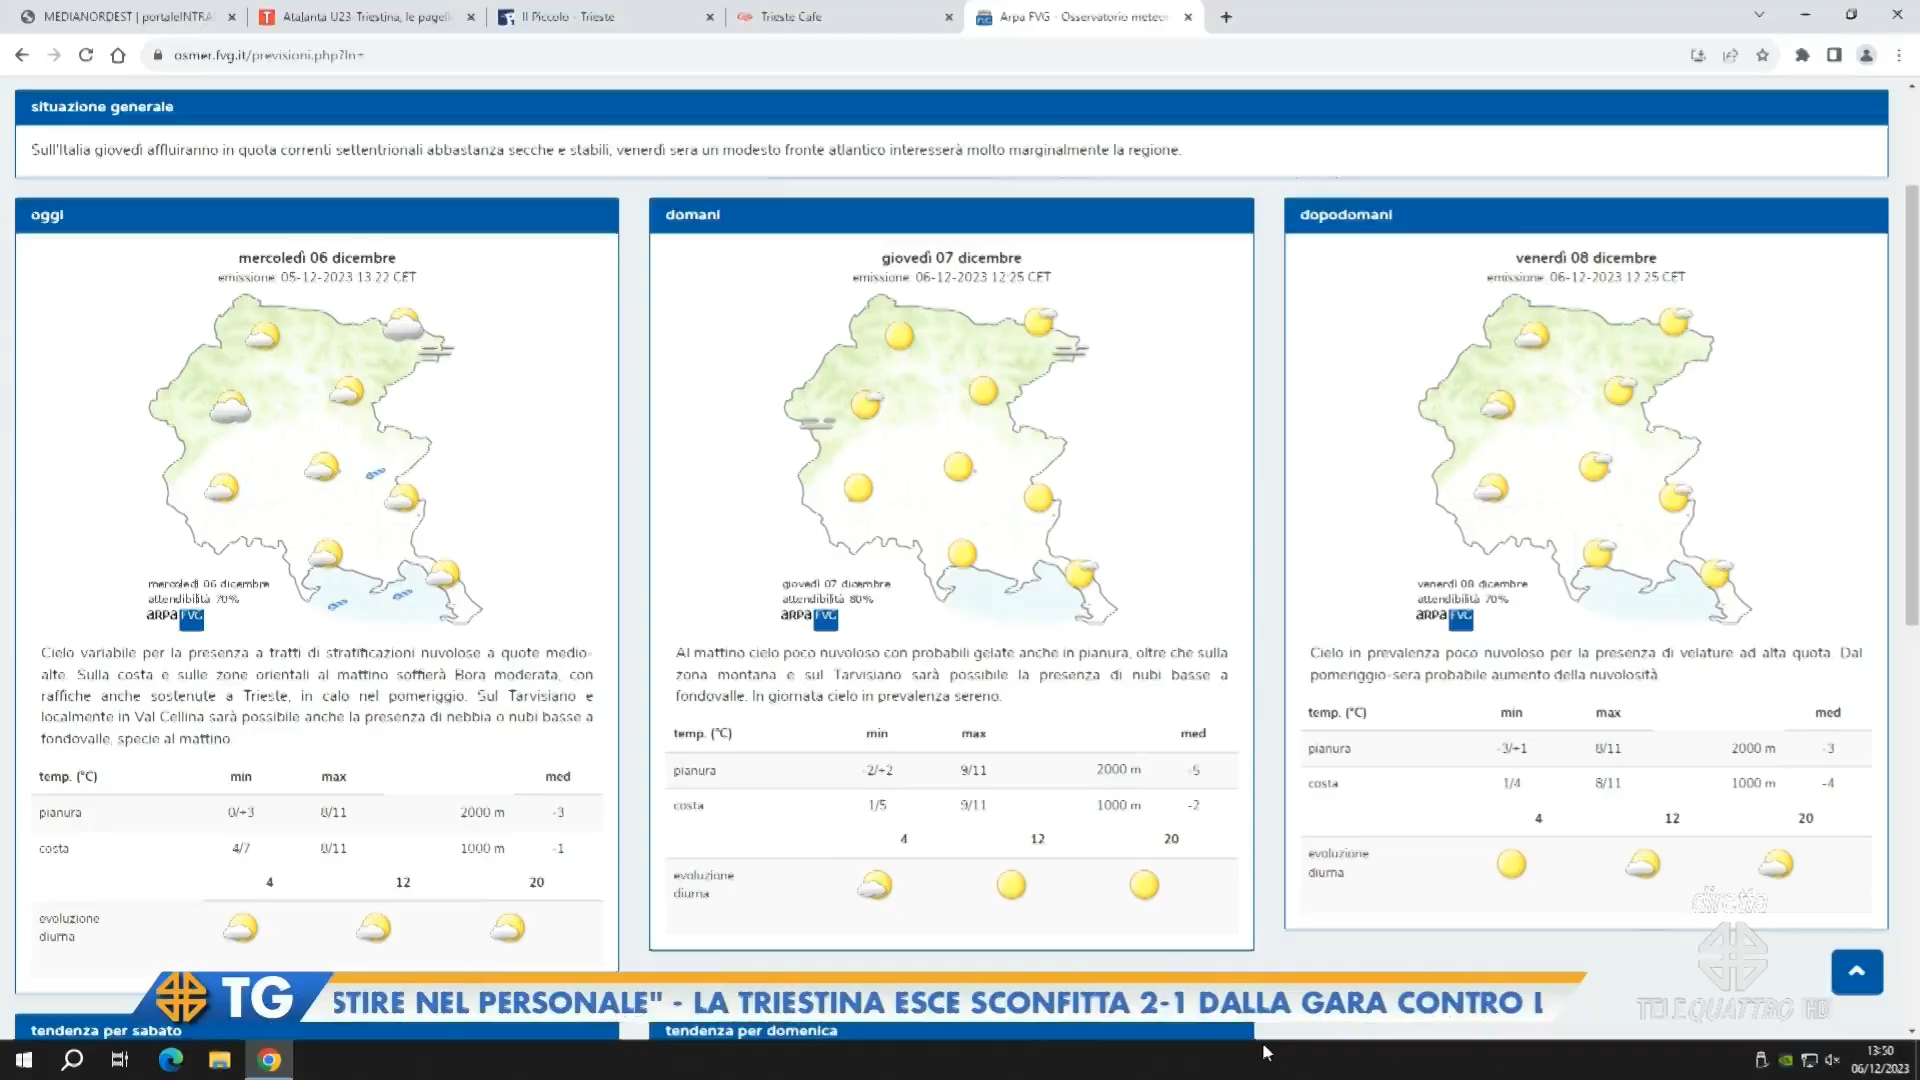 MEDIANORDEST | portaleINTRA
Atalanta U23-Triestina, le pagell
Il Piccolo - Trieste
Trieste Cafe
Arpa FVG - Osservatorio meteor
osmer.fvg.it/previsioni.php?ln=
situazione generale
Sull'Italia giovedì affluiranno in quota correnti settentrionali abbastanza secche e stabili, venerdì sera un modesto fronte atlantico interesserà molto marginalmente la regione.
oggi
mercoledì 06 dicembre
emissione: 05-12-2023 13:22 CET
mercoledì 06 dicembre
attendibilità 70%
arpa FVG
Cielo variabile per la presenza a tratti di stratificazioni nuvolose a quote medio-
alte. Sulla costa e sulle zone orientali al mattino soffierà Bora moderata, con
raffiche anche sostenute a Trieste, in calo nel pomeriggio. Sul Tarvisiano e
localmente in Val Cellina sarà possibile anche la presenza di nebbia o nubi basse a
fondovalle, specie al mattino.
temp. (°C) min max med
pianura 0/+3 8/11 2000 m -3
costa 4/7 8/11 1000 m -1
4 12 20
evoluzione
diurna
domani
giovedì 07 dicembre
emissione: 06-12-2023 12:25 CET
giovedì 07 dicembre
attendibilità 80%
arpa FVG
Al mattino cielo poco nuvoloso con probabili gelate anche in pianura, oltre che sulla
zona montana e sul Tarvisiano sarà possibile la presenza di nubi basse a
fondovalle. In giornata cielo in prevalenza sereno.
temp. (°C) min max med
pianura -2/+2 9/11 2000 m -5
costa 1/5 9/11 1000 m -2
4 12 20
evoluzione
diurna
dopodomani
venerdì 08 dicembre
emissione: 06-12-2023 12:25 CET
venerdì 08 dicembre
attendibilità 70%
arpa FVG
Cielo in prevalenza poco nuvoloso per la presenza di velature ad alta quota. Dal
pomeriggio-sera probabile aumento della nuvolosità.
temp. (°C) min max med
pianura -3/+1 8/11 2000 m -3
costa 1/4 8/11 1000 m -4
4 12 20
evoluzione
diurna
diretta
TELEQUATTRO HD
TG STIRE NEL PERSONALE" - LA TRIESTINA ESCE SCONFITTA 2-1 DALLA GARA CONTRO L
tendenza per sabato
tendenza per domenica
13:50
06/12/2023